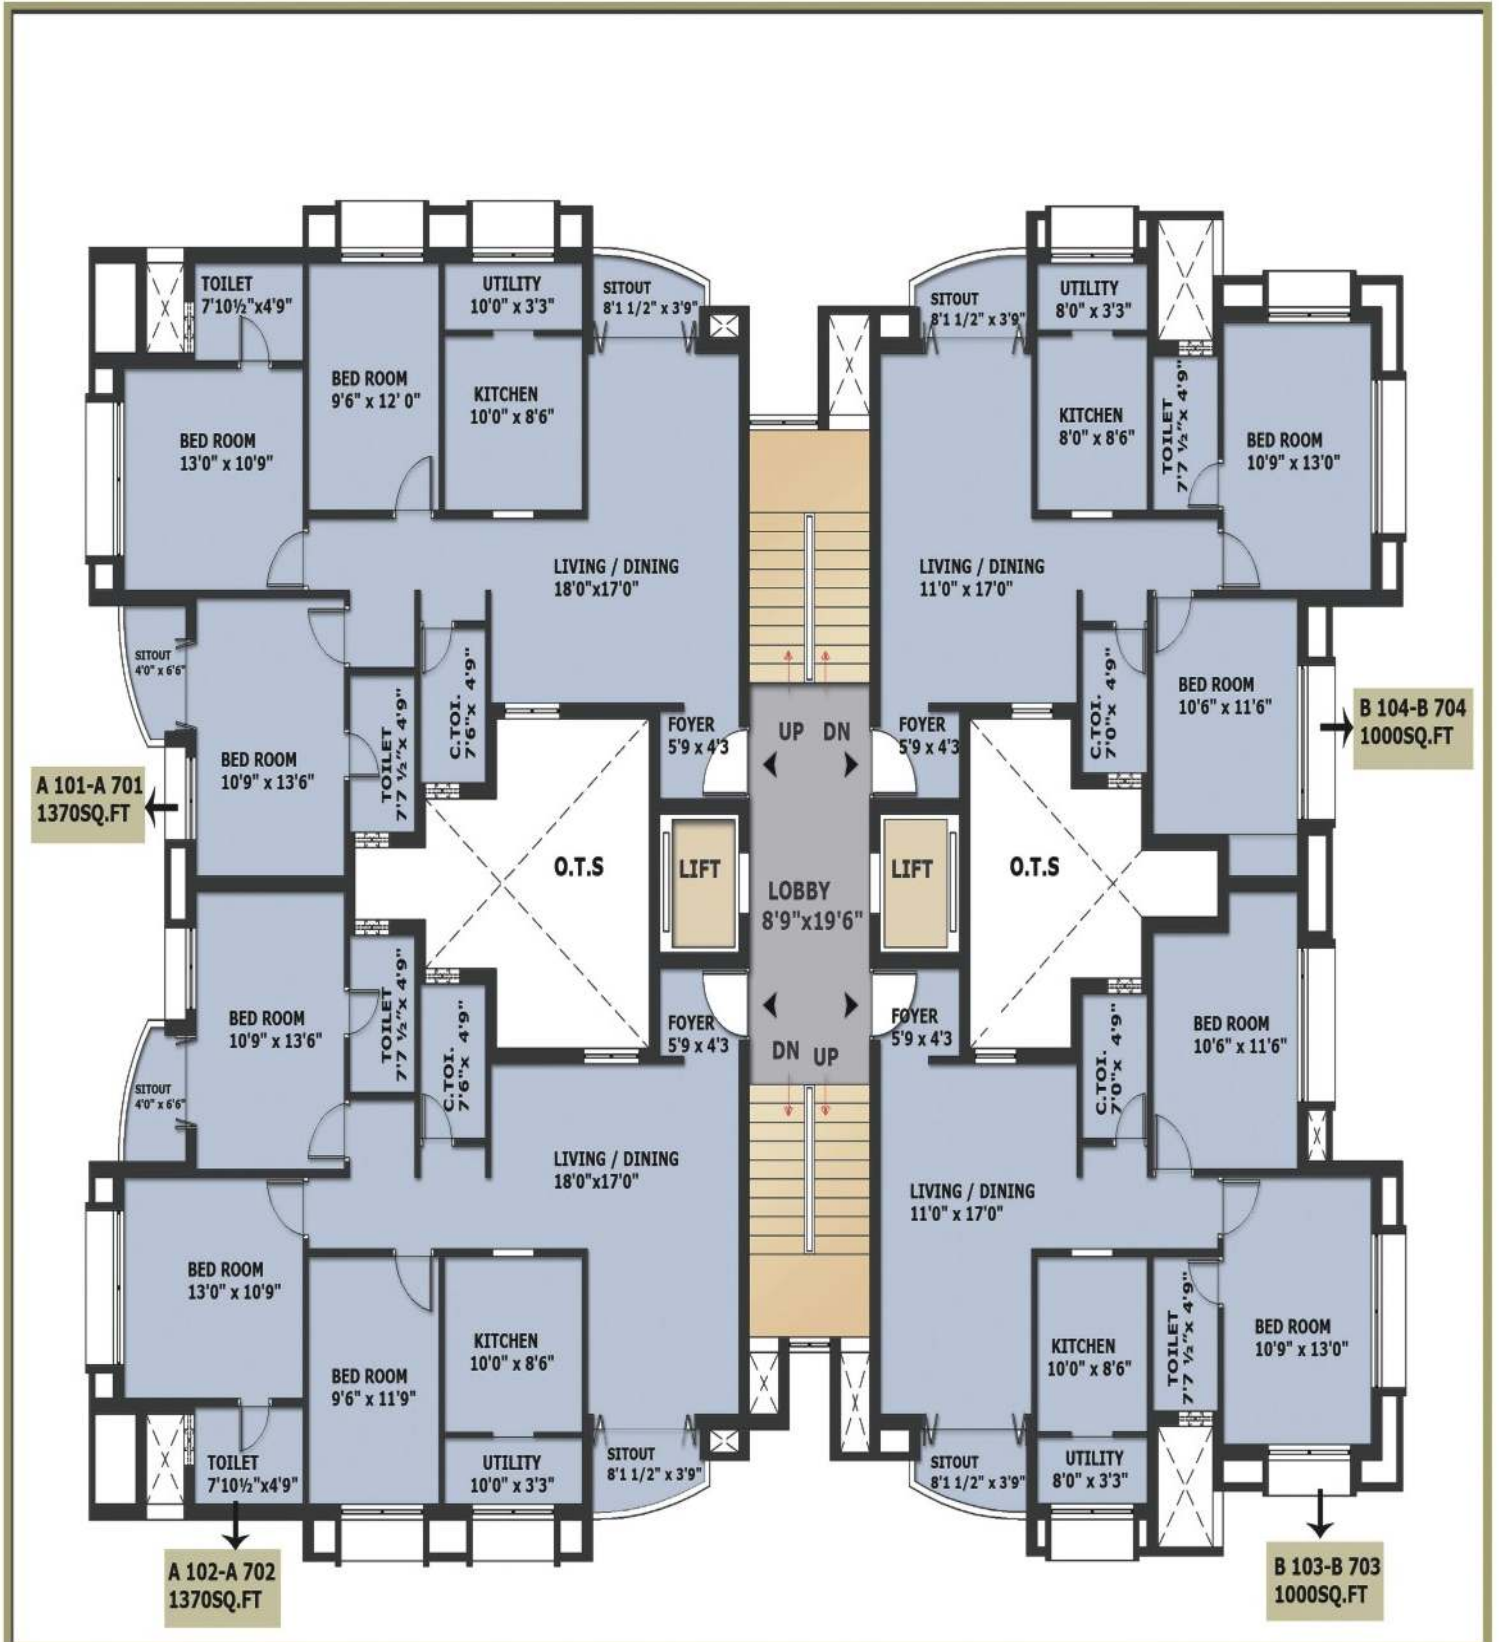 TOILET
7'10½"x4'9"
BED ROOM
9'6" x 12' 0"
UTILITY
10'0" x 3'3"
SITOUT
8'1 1/2" x 3'9"
KITCHEN
10'0" x 8'6"
BED ROOM
13'0" x 10'9"
LIVING / DINING
18'0"x17'0"
SITOUT
4'0" x 6'6"
BED ROOM
10'9" x 13'6"
TOILET
7'7 ½"x 4'9"
C.TOI.
7'6"x 4'9"
FOYER
5'9 x 4'3
A 101-A 701
1370SQ.FT
O.T.S
LIFT
UP DN
LOBBY
8'9"x19'6"
DN UP
SITOUT
8'1 1/2" x 3'9"
UTILITY
8'0" x 3'3"
KITCHEN
8'0" x 8'6"
TOILET
7'7 ½"x 4'9"
BED ROOM
10'9" x 13'0"
LIVING / DINING
11'0" x 17'0"
C.TOI.
7'0"x 4'9"
BED ROOM
10'6" x 11'6"
FOYER
5'9 x 4'3
B 104-B 704
1000SQ.FT
LIFT
O.T.S
BED ROOM
10'9" x 13'6"
TOILET
7'7 ½"x 4'9"
C.TOI.
7'6"x 4'9"
FOYER
5'9 x 4'3
SITOUT
4'0" x 6'6"
LIVING / DINING
18'0"x17'0"
BED ROOM
13'0" x 10'9"
BED ROOM
9'6" x 11'9"
KITCHEN
10'0" x 8'6"
TOILET
7'10½"x4'9"
UTILITY
10'0" x 3'3"
SITOUT
8'1 1/2" x 3'9"
A 102-A 702
1370SQ.FT
FOYER
5'9 x 4'3
C.TOI.
7'0"x 4'9"
BED ROOM
10'6" x 11'6"
LIVING / DINING
11'0" x 17'0"
KITCHEN
10'0" x 8'6"
TOILET
7'7 ½"x 4'9"
BED ROOM
10'9" x 13'0"
SITOUT
8'1 1/2" x 3'9"
UTILITY
8'0" x 3'3"
B 103-B 703
1000SQ.FT